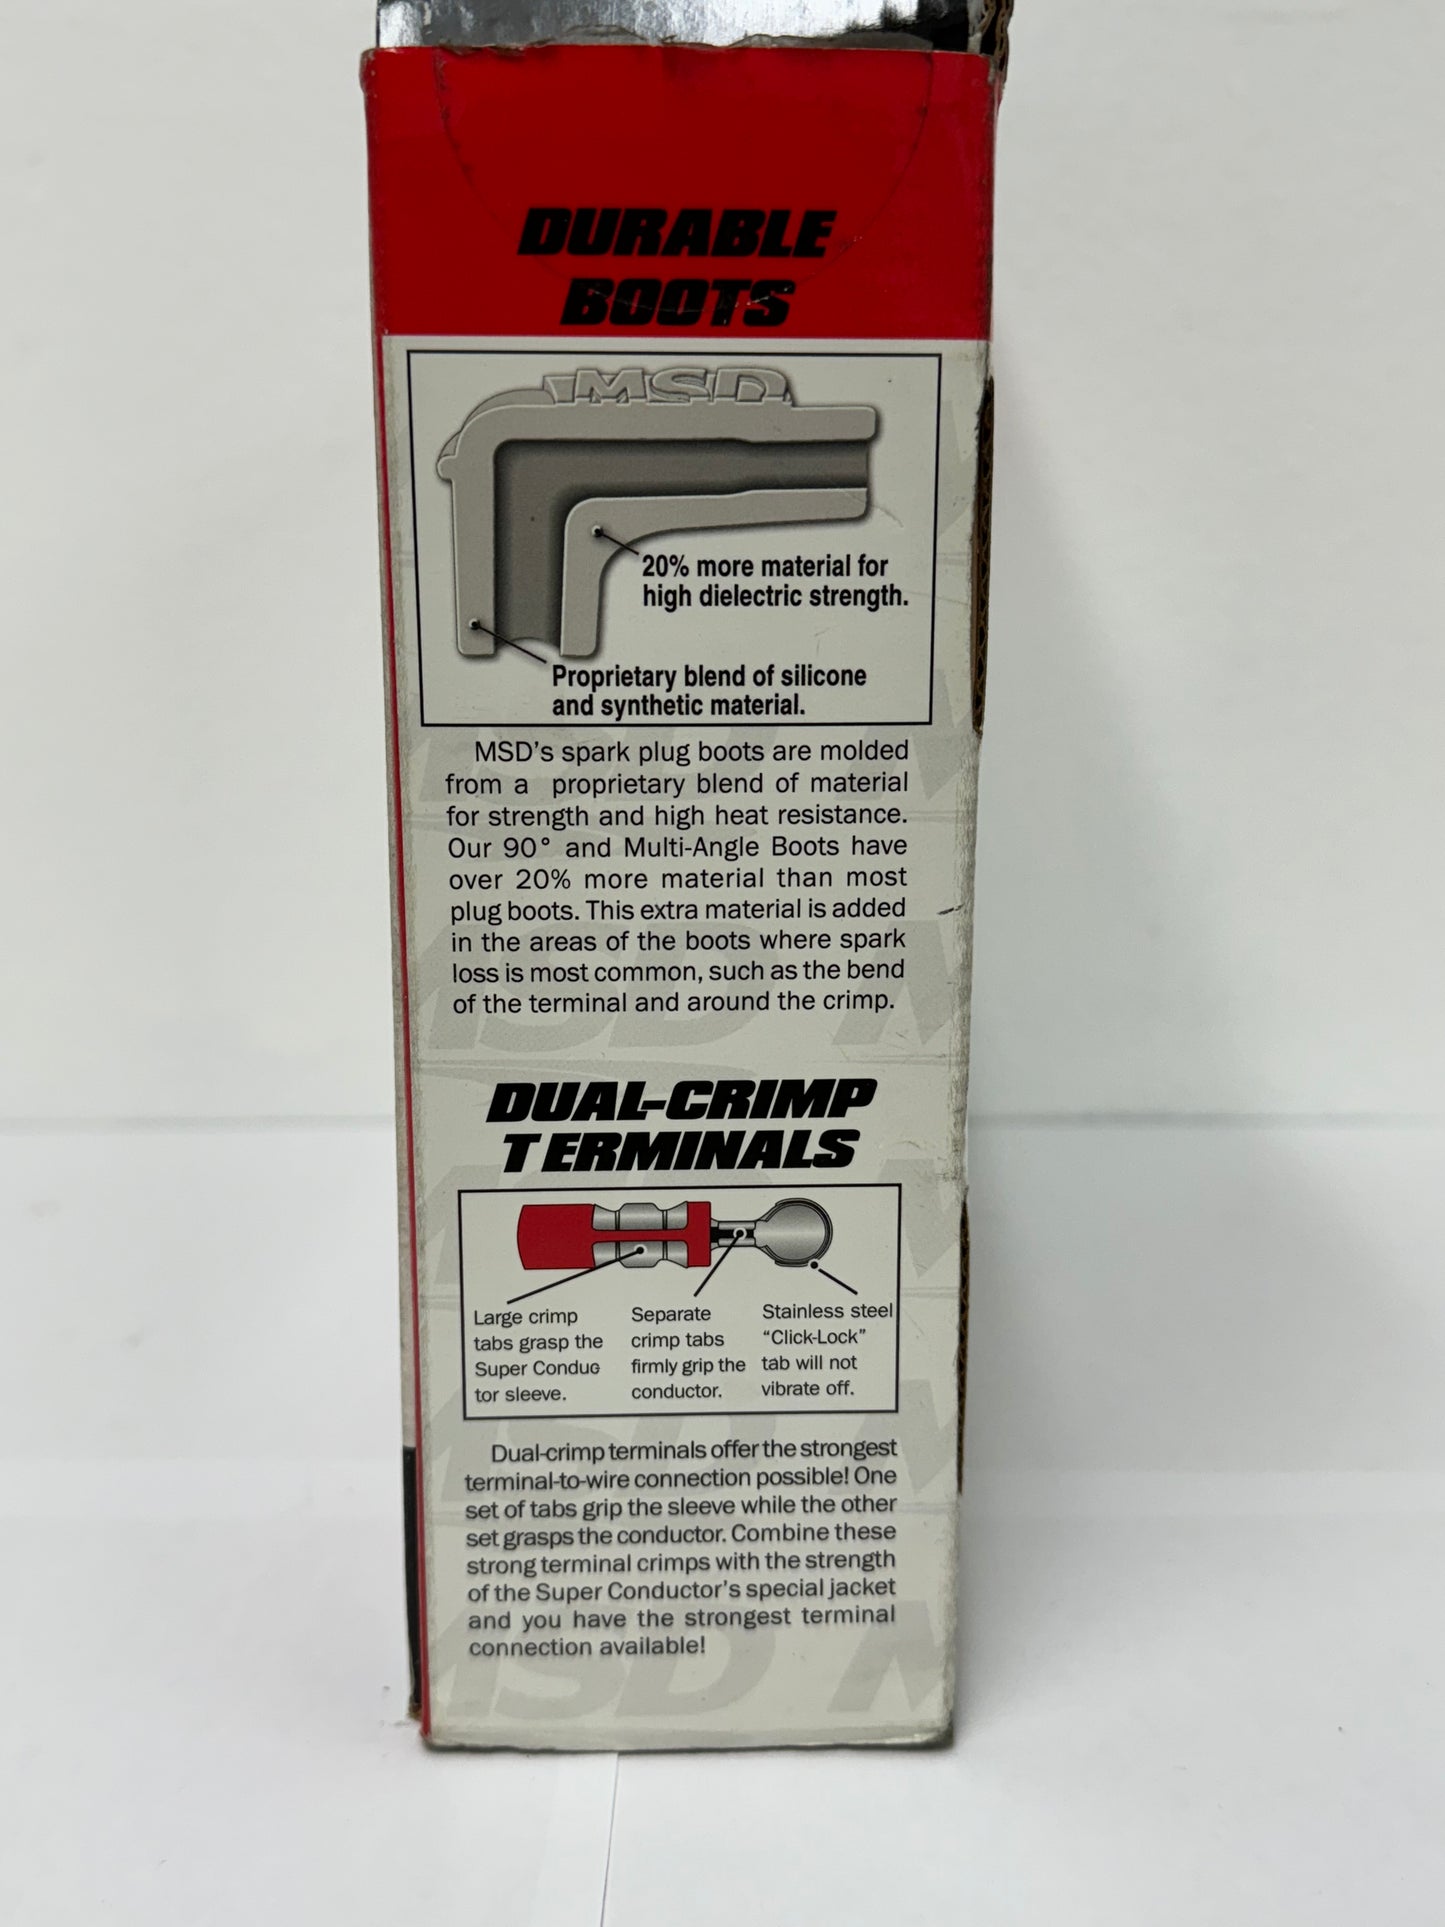 DURABLE
BOOTS
MSD
20% more material for
high dielectric strength.
Proprietary blend of silicone
and synthetic material.
MSD's spark plug boots are molded
from a proprietary blend of material
for strength and high heat resistance.
Our 90° and Multi-Angle Boots have
over 20% more material than most
plug boots. This extra material is added
in the areas of the boots where spark
loss is most common, such as the bend
of the terminal and around the crimp.
DUAL-CRIMP
TERMINALS
Large crimp
tabs grasp the
Super Conduc
tor sleeve.
Separate
crimp tabs
firmly grip the
conductor.
Stainless steel
“Click-Lock”
tab will not
vibrate off.
Dual-crimp terminals offer the strongest
terminal-to-wire connection possible! One
set of tabs grip the sleeve while the other
set grasps the conductor. Combine these
strong terminal crimps with the strength
of the Super Conductor's special jacket
and you have the strongest terminal
connection available!